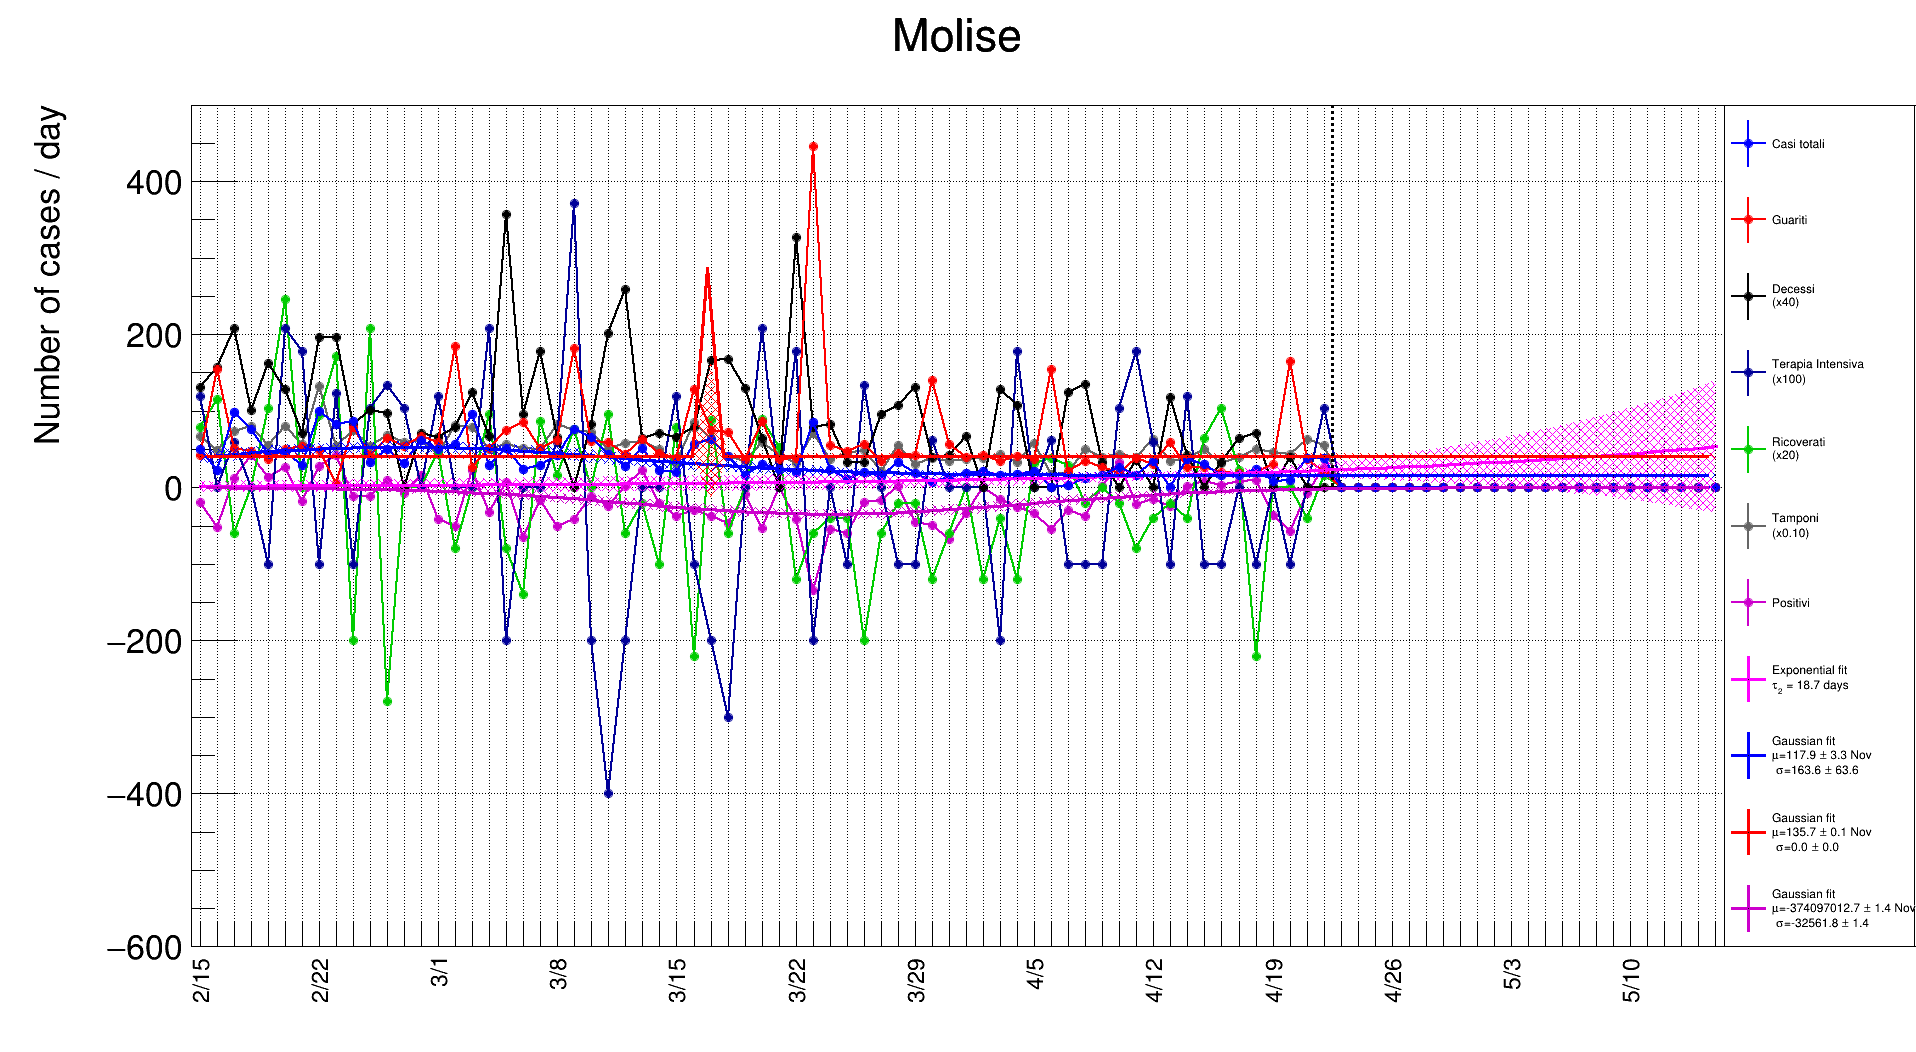 Molise
Number of cases / day
400
200
0
−200
−400
−600
2/15
2/22
3/1
3/8
3/15
3/22
3/29
4/5
4/12
4/19
4/26
5/3
5/10
Casi totali
Guariti
Decessi
(x40)
Terapia Intensiva
(x100)
Ricoverati
(x20)
Tamponi
(x0.10)
Positivi
Exponential fit
τ2 = 18.7 days
Gaussian fit
μ=117.9 ± 3.3 Nov
σ=163.6 ± 63.6
Gaussian fit
μ=135.7 ± 0.1 Nov
σ=0.0 ± 0.0
Gaussian fit
μ=-374097012.7 ± 1.4 Nov
σ=-32561.8 ± 1.4